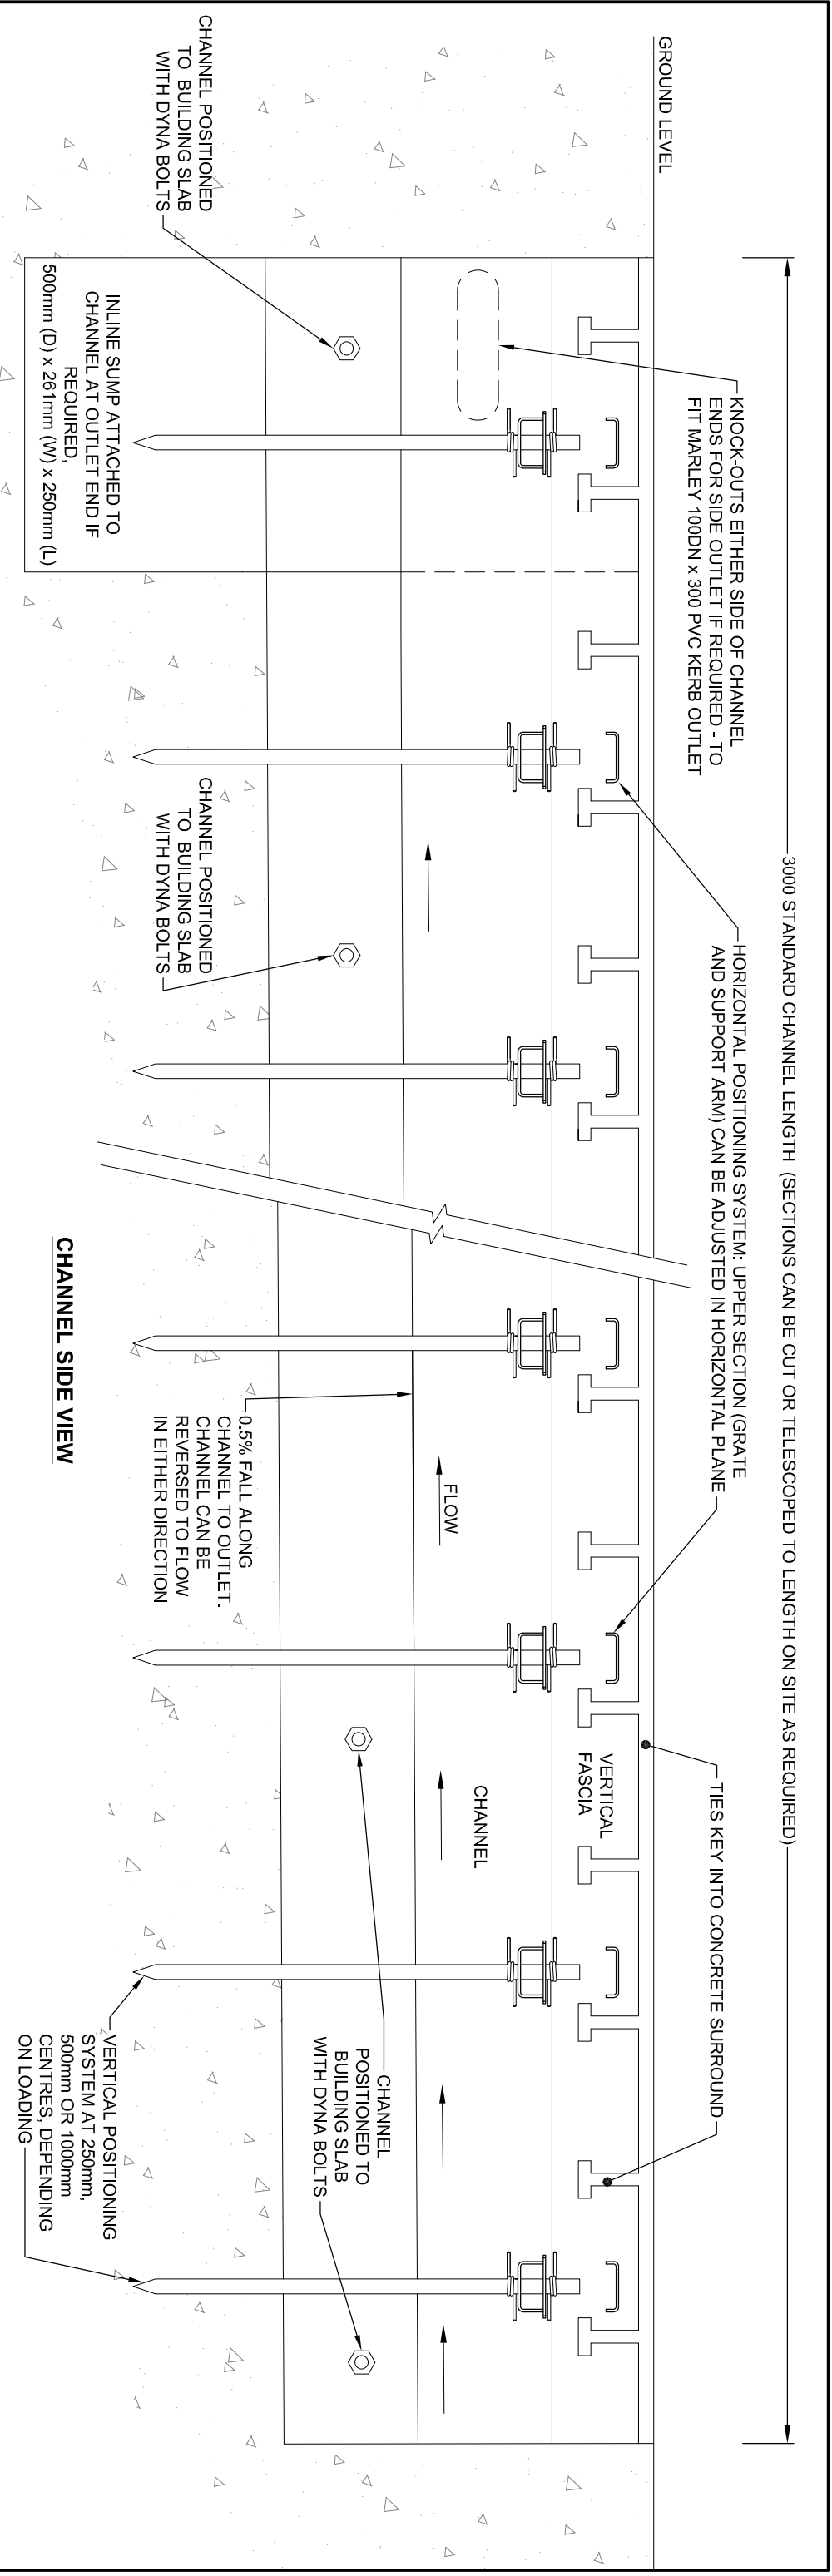 GROUND LEVEL
3000 STANDARD CHANNEL LENGTH (SECTIONS CAN BE CUT OR TELESCOPED TO LENGTH ON SITE AS REQUIRED)
KNOCK-OUTS EITHER SIDE OF CHANNEL
ENDS FOR SIDE OUTLET IF REQUIRED - TO
FIT MARLEY 100DN x 300 PVC KERB OUTLET
HORIZONTAL POSITIONING SYSTEM: UPPER SECTION (GRATE
AND SUPPORT ARM) CAN BE ADJUSTED IN HORIZONTAL PLANE
TIES KEY INTO CONCRETE SURROUND
VERTICAL
FASCIA
CHANNEL
FLOW
CHANNEL POSITIONED
TO BUILDING SLAB
WITH DYNA BOLTS
INLINE SUMP ATTACHED TO
CHANNEL AT OUTLET END IF
REQUIRED,
500mm (D) x 261mm (W) x 250mm (L)
CHANNEL POSITIONED
TO BUILDING SLAB
WITH DYNA BOLTS
0.5% FALL ALONG
CHANNEL TO OUTLET.
CHANNEL CAN BE
REVERSED TO FLOW
IN EITHER DIRECTION
CHANNEL
POSITIONED TO
BUILDING SLAB
WITH DYNA BOLTS
VERTICAL POSITIONING
SYSTEM AT 250mm,
500mm OR 1000mm
CENTRES, DEPENDING
ON LOADING
CHANNEL SIDE VIEW